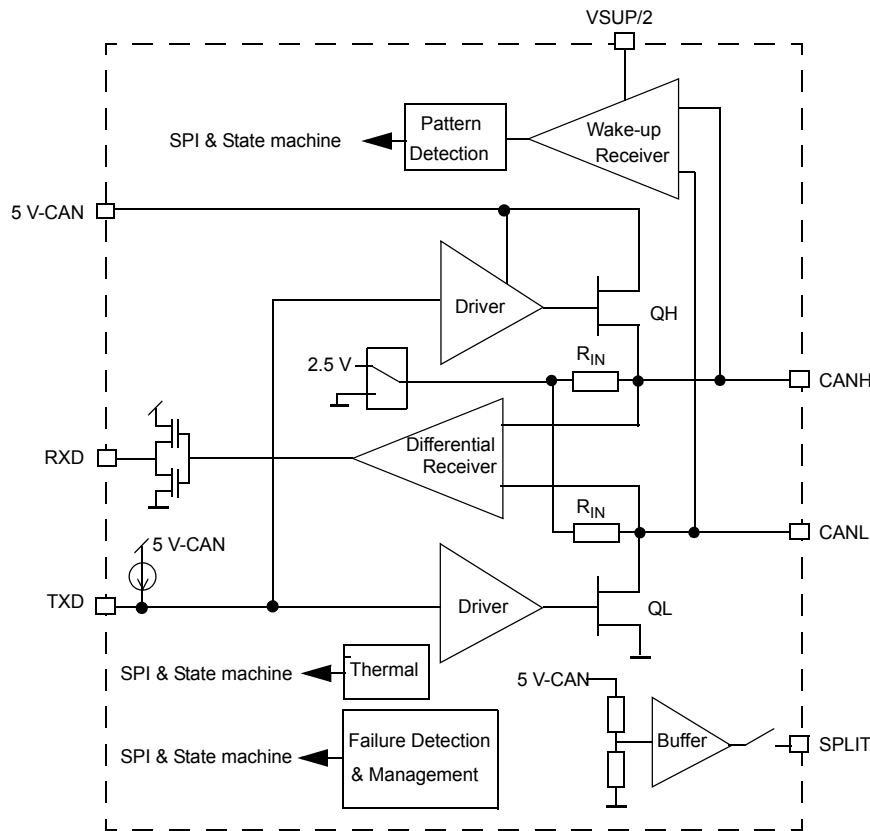 VSUP/2
SPI & State machine
Pattern
Detection
Wake-up
Receiver
5 V-CAN
Driver
QH
2.5 V
RIN
CANH
RXD
Differential
Receiver
RIN
CANL
5 V-CAN
TXD
Driver
QL
SPI & State machine
Thermal
5 V-CAN
SPI & State machine
Failure Detection
& Management
Buffer
SPLIT